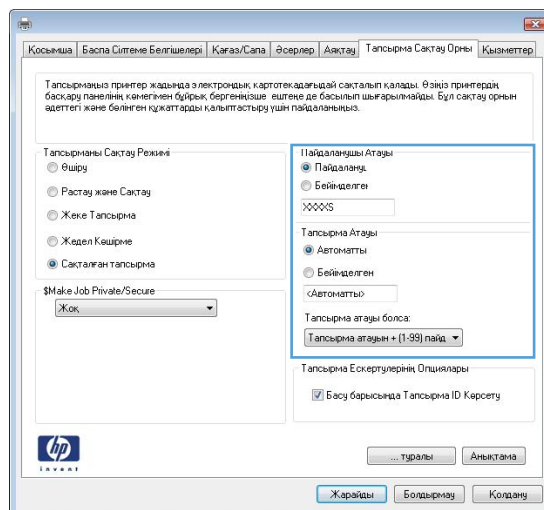 Қосымша
Баспа Сілтеме Белгішелері
Қағаз/Сапа
Әсерлер
Аяқтау
Тапсырма Сақтау Орны
Қызметтер
Тапсырмаңыз принтер жадында электрондық картотекадағыдай сақталып қалады. Өзіңіз принтердің
басқару панелінің көмегімен бұйрық бергеніңізше ештеңе де басылып шығарылмайды. Бұл сақтау орнын
әдеттегі және бөлінген құжаттарды қалыптастыру үшін пайдаланыңыз.
Тапсырманы Сақтау Режимі
Өшіру
Растау және Сақтау
Жеке Тапсырма
Жедел Көшірме
Сақталған тапсырма
$Make Job Private/Secure
Жоқ
Пайдаланушы Атауы
Пайдалану
Бейімделген
XXXXS
Тапсырма Атауы
Автоматты
Бейімделген
<Автоматты>
Тапсырма атауы болса:
Тапсырма атауын + (1-99) пайд
Тапсырма Ескертулерінің Опциялары
Басу барысында Тапсырма ID Көрсету
hp
invent
... туралы
Анықтама
Жарайды
Болдырмау
Қолдану